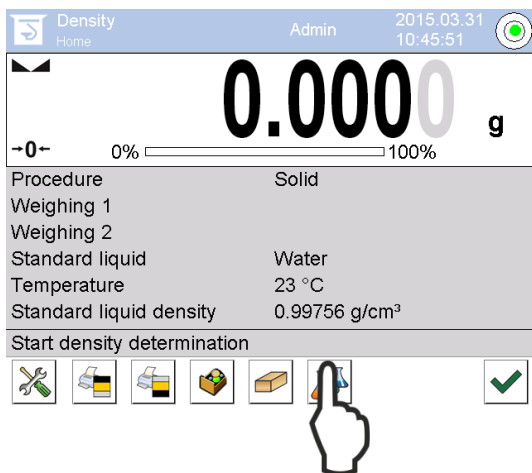 Density
Home
Admin
2015.03.31
10:45:51
0.0000 g
→0←
0% 100%
Procedure Solid
Weighing 1
Weighing 2
Standard liquid Water
Temperature 23 °C
Standard liquid density 0.99756 g/cm³
Start density determination